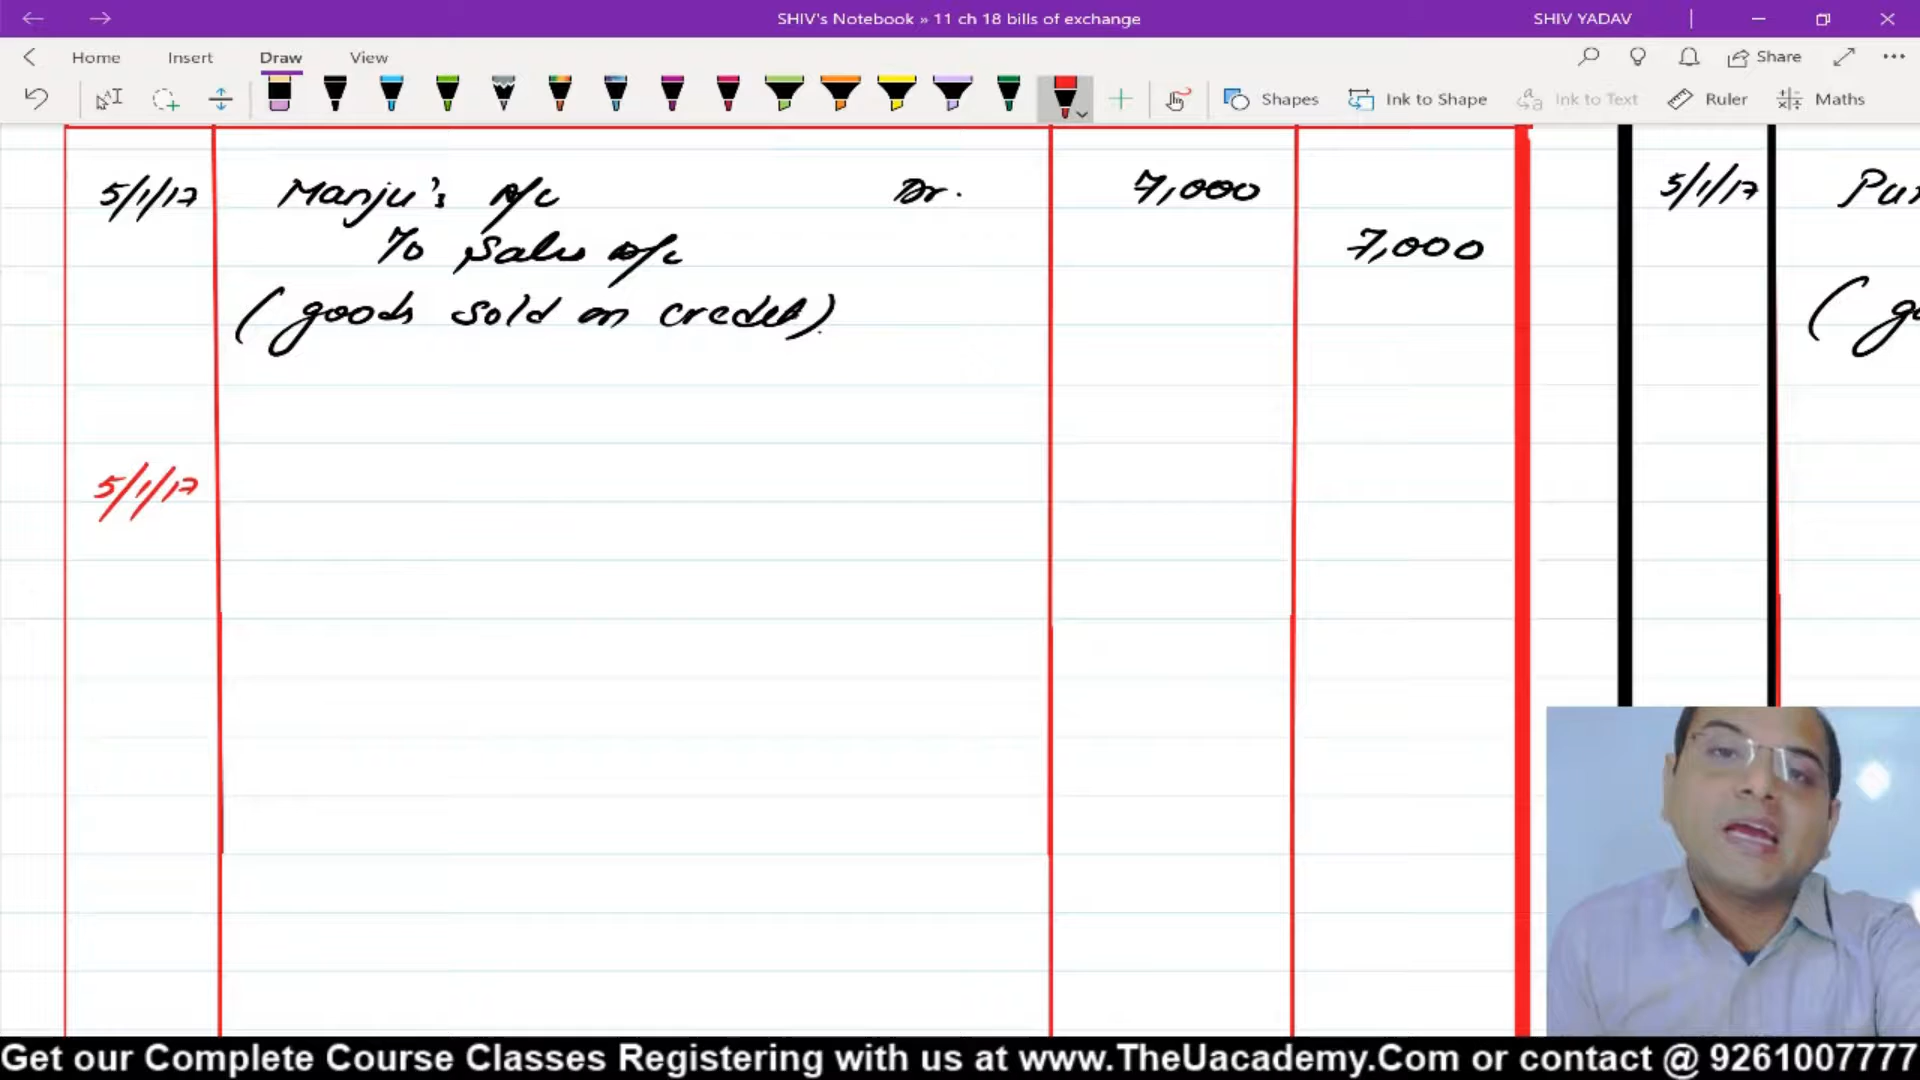 SHIV's Notebook » 11 ch 18 bills of exchange
SHIV YADAV
Home Insert Draw View
Share
Shapes
Ink to Shape
Ink to Text
Ruler
Maths
5/1/17 Manju's A/c Dr. 7,000
To Sales A/c 7,000
(goods sold on credit).
5/1/17
5/1/17 Pur
(go
Get our Complete Course Classes Registering with us at www.TheUacademy.Com or contact @ 9261007777